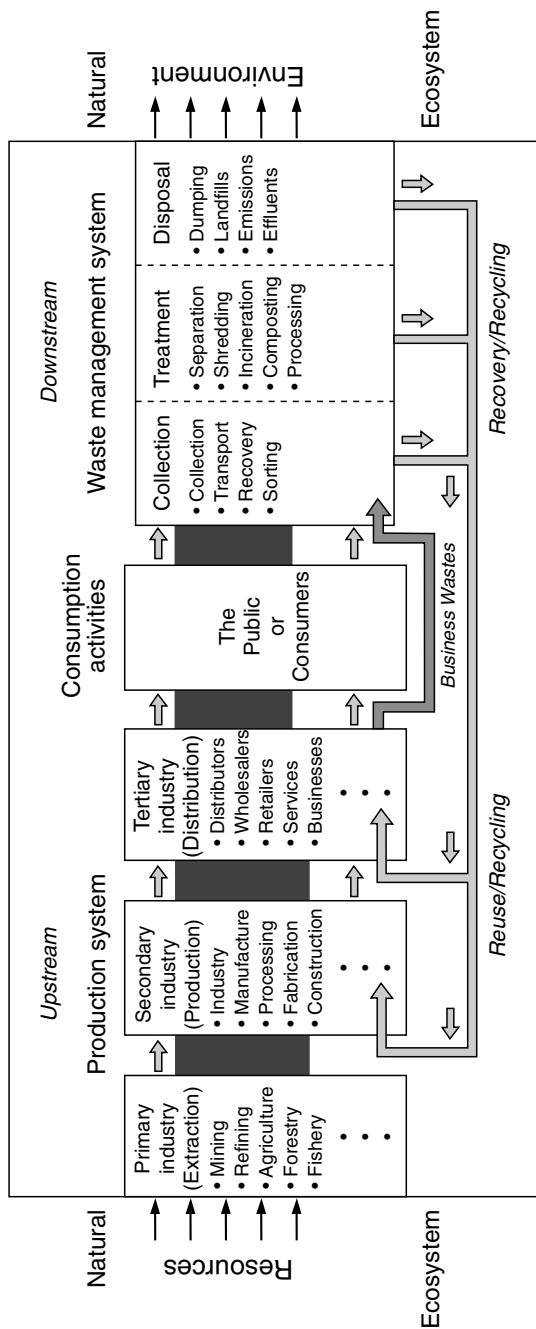 Upstream
Downstream
Natural
Production system
Consumption
activities
Waste management system
Natural
Resources
Primary
industry
(Extraction)
• Mining
• Refining
• Agriculture
• Forestry
• Fishery
• • •
Secondary
industry
(Production)
• Industry
• Manufacture
• Processing
• Fabrication
• Construction
• • •
Tertiary
industry
(Distribution)
• Distributors
• Wholesalers
• Retailers
• Services
• Businesses
• • •
The
Public
or
Consumers
Collection
• Collection
• Transport
• Recovery
• Sorting
Treatment
• Separation
• Shredding
• Incineration
• Composting
• Processing
Disposal
• Dumping
• Landfills
• Emissions
• Effluents
Environment
Business Wastes
Ecosystem
Reuse/Recycling
Recovery/Recycling
Ecosystem